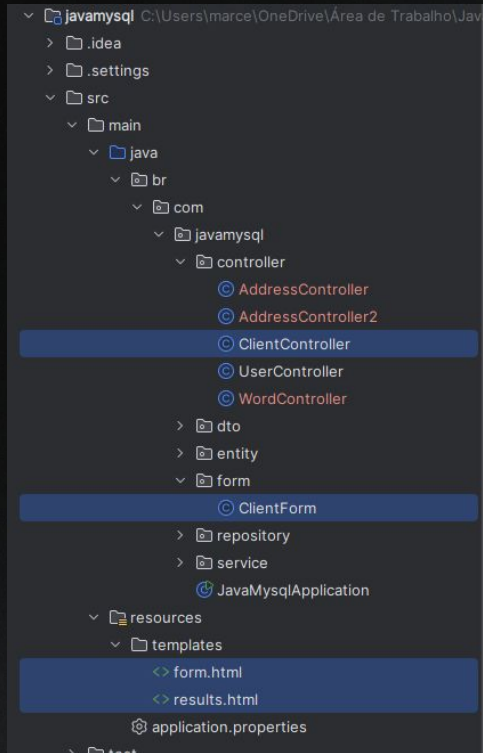 javamysql C:\Users\marce\OneDrive\Área de Trabalho\Jav
.idea
.settings
src
main
java
br
com
javamysql
controller
AddressController
AddressController2
ClientController
UserController
WordController
dto
entity
form
ClientForm
repository
service
JavaMysqlApplication
resources
templates
form.html
results.html
application.properties